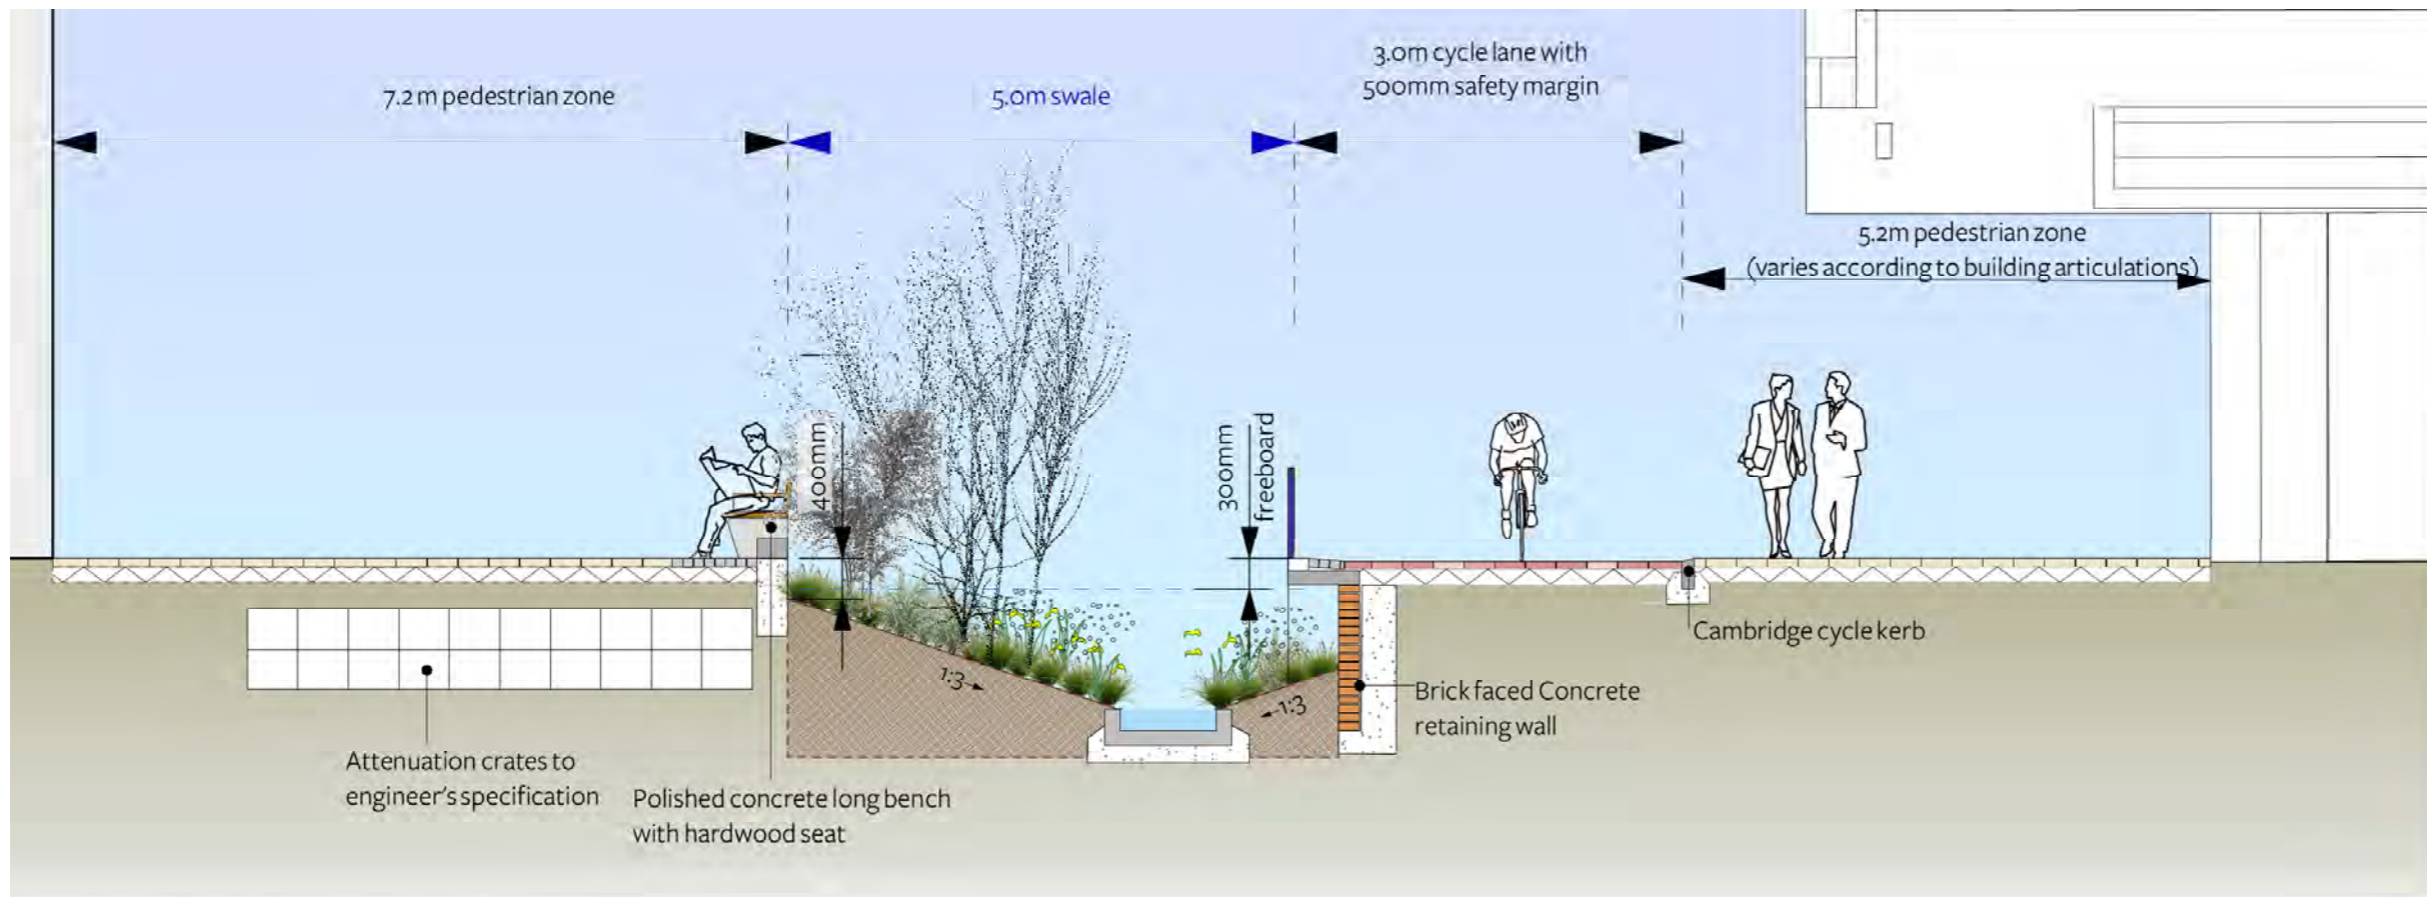 7.2 m pedestrian zone
5.0m swale
3.0m cycle lane with
500mm safety margin
5.2m pedestrian zone
(varies according to building articulations)
400mm
300mm
freeboard
1:3
1:3
Cambridge cycle kerb
Brick faced Concrete
retaining wall
Attenuation crates to
engineer's specification
Polished concrete long bench
with hardwood seat